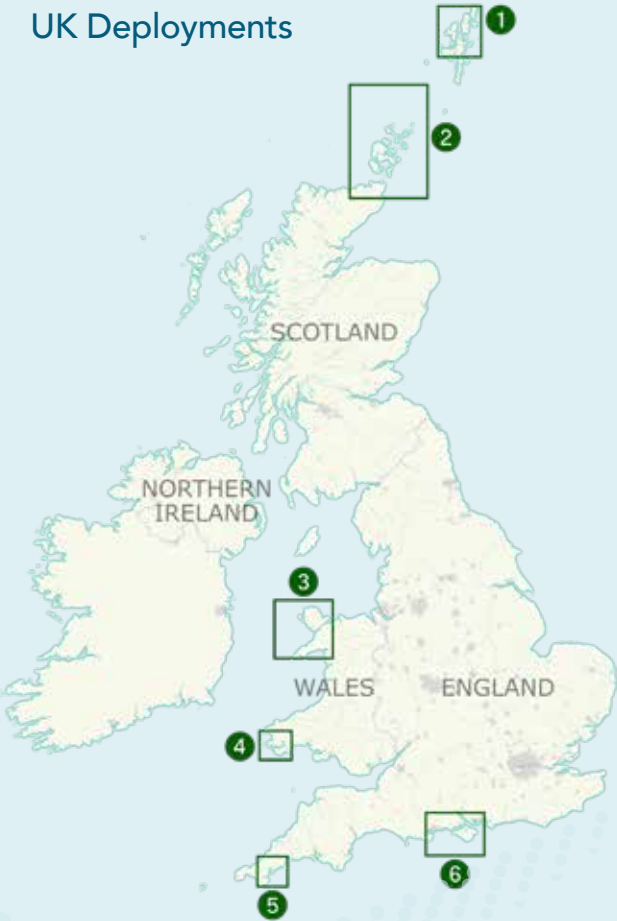 UK Deployments
1
2
SCOTLAND
NORTHERN
IRELAND
3
WALES
ENGLAND
4
5
6